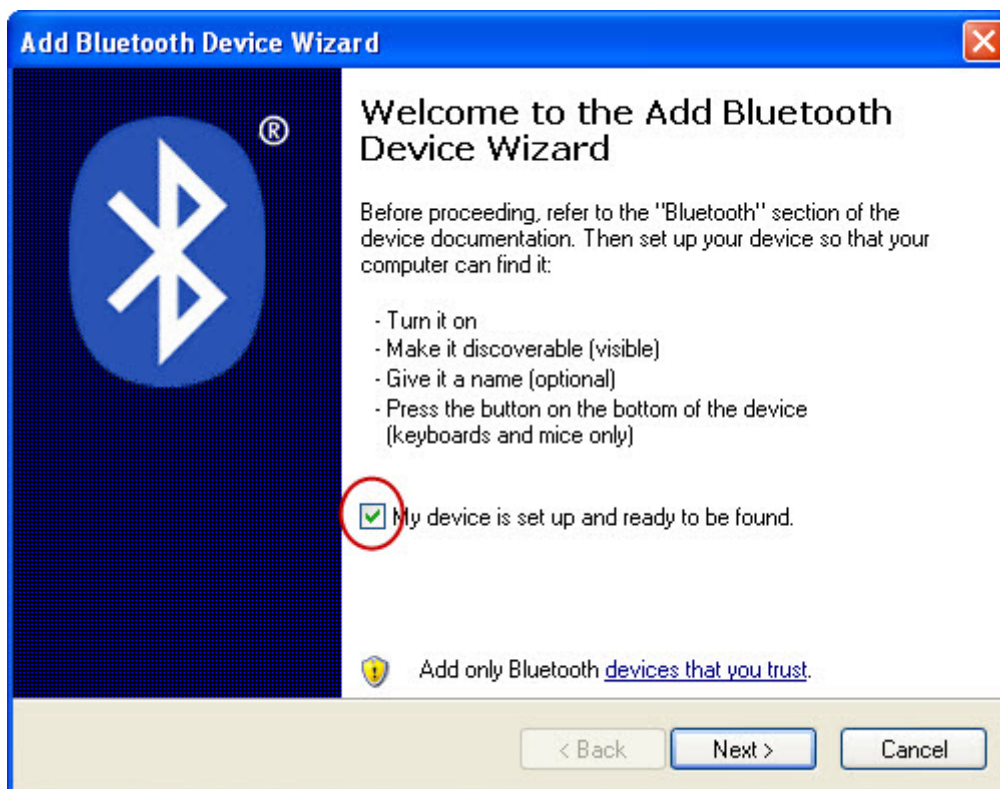 Add Bluetooth Device Wizard
®
Welcome to the Add Bluetooth
Device Wizard
Before proceeding, refer to the "Bluetooth" section of the
device documentation. Then set up your device so that your
computer can find it:
- Turn it on
- Make it discoverable (visible)
- Give it a name (optional)
- Press the button on the bottom of the device
(keyboards and mice only)
My device is set up and ready to be found.
Add only Bluetooth devices that you trust.
< Back Next > Cancel